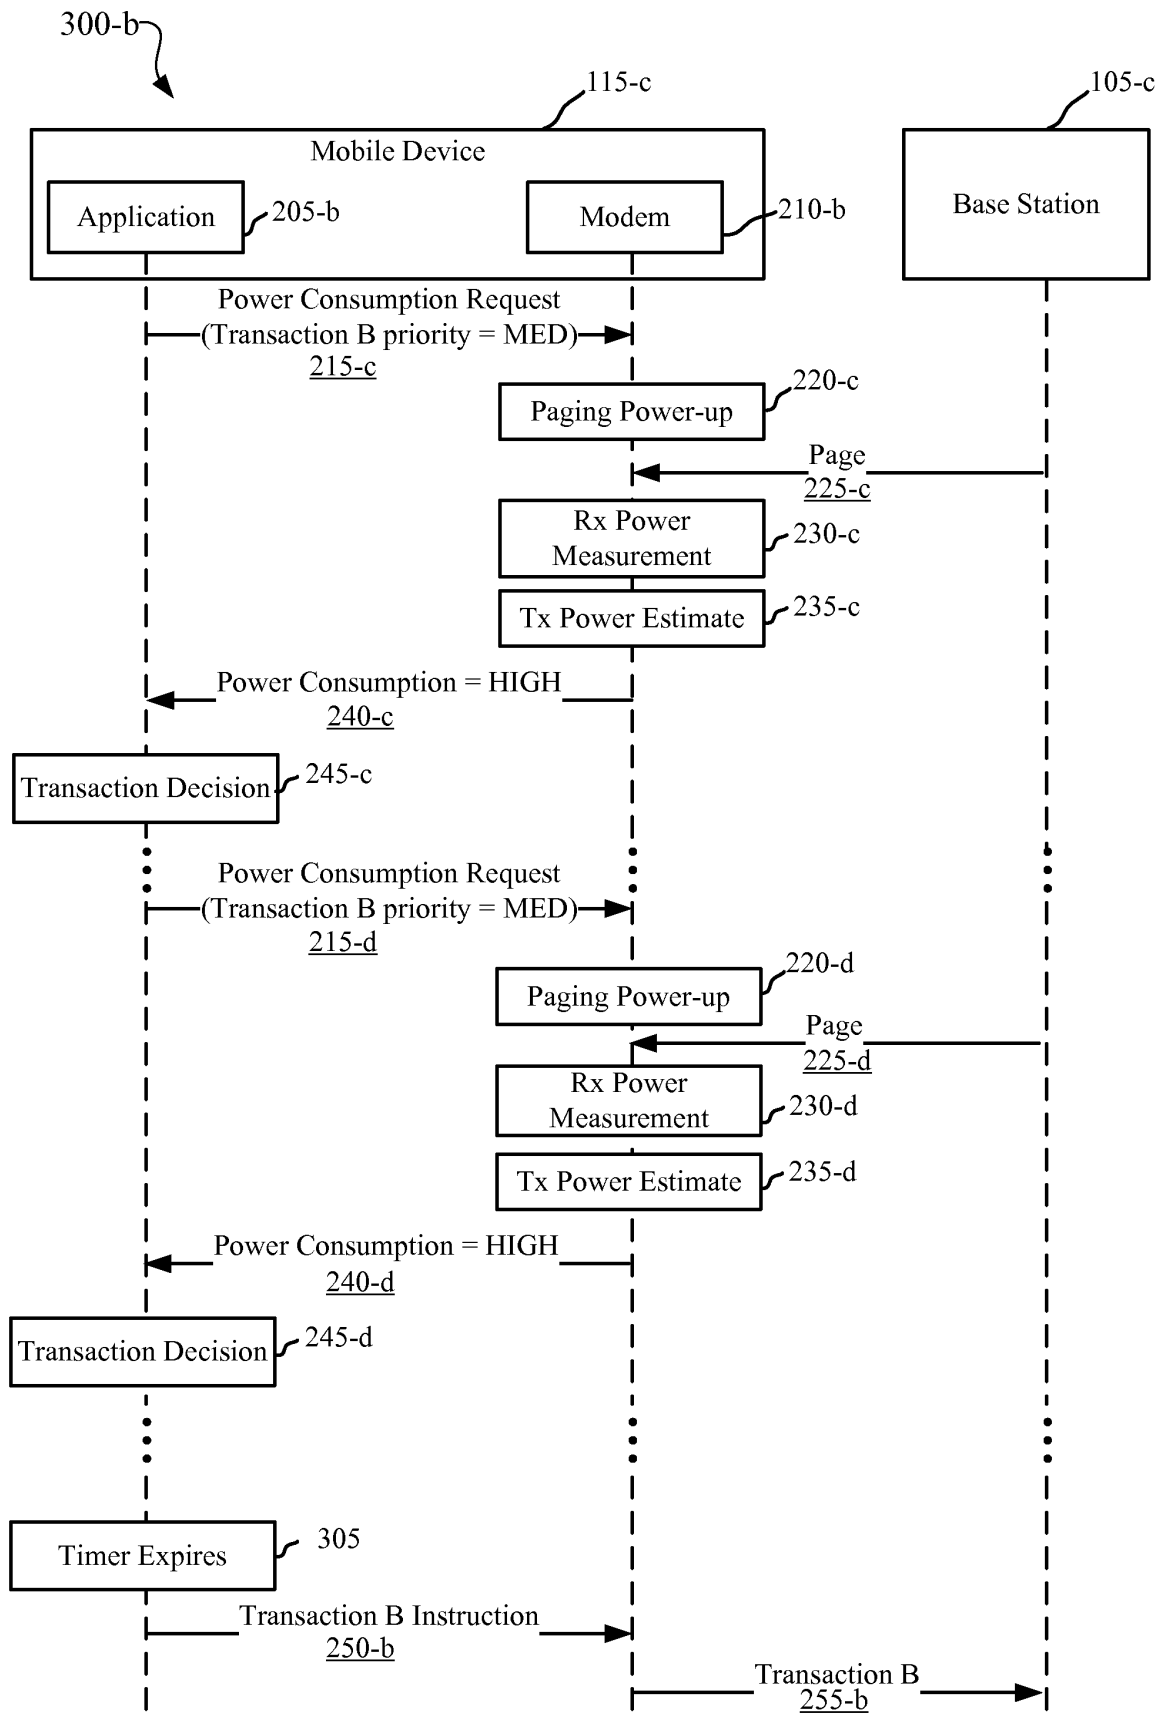 300-b
115-c
105-c
Mobile Device
Application
205-b
Modem
210-b
Base Station
Power Consumption Request
(Transaction B priority = MED)
215-c
220-c
Paging Power-up
Page
225-c
Rx Power
Measurement
230-c
Tx Power Estimate
235-c
Power Consumption = HIGH
240-c
Transaction Decision
245-c
Power Consumption Request
(Transaction B priority = MED)
215-d
220-d
Paging Power-up
Page
225-d
Rx Power
Measurement
230-d
Tx Power Estimate
235-d
Power Consumption = HIGH
240-d
Transaction Decision
245-d
Timer Expires
305
Transaction B Instruction
250-b
Transaction B
255-b